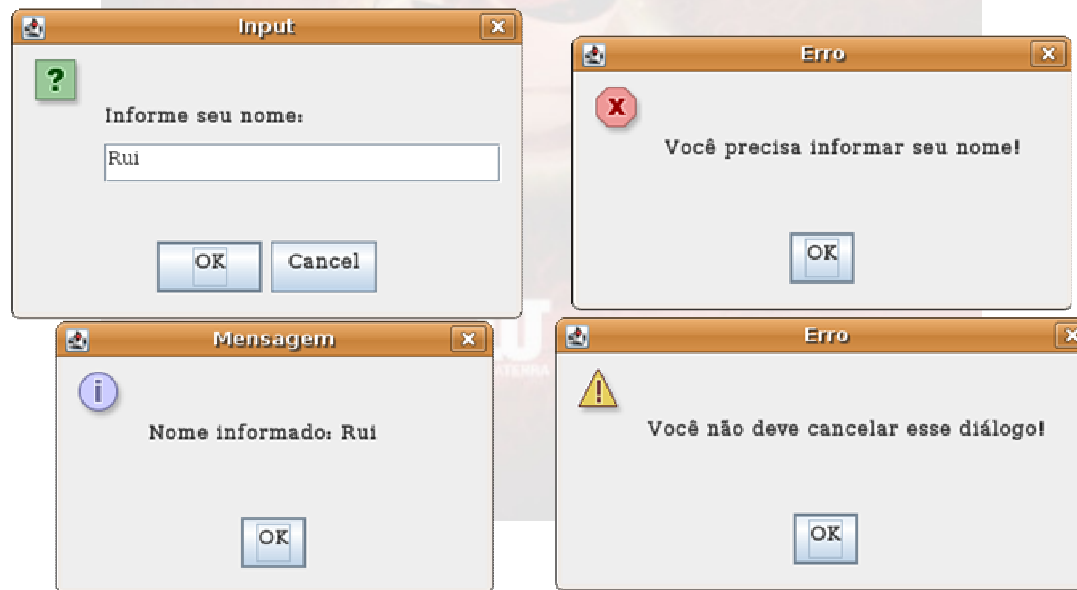 Input
Informe seu nome:
Rui
OK
Cancel
Erro
Você precisa informar seu nome!
OK
Mensagem
Nome informado: Rui
OK
Erro
Você não deve cancelar esse diálogo!
OK